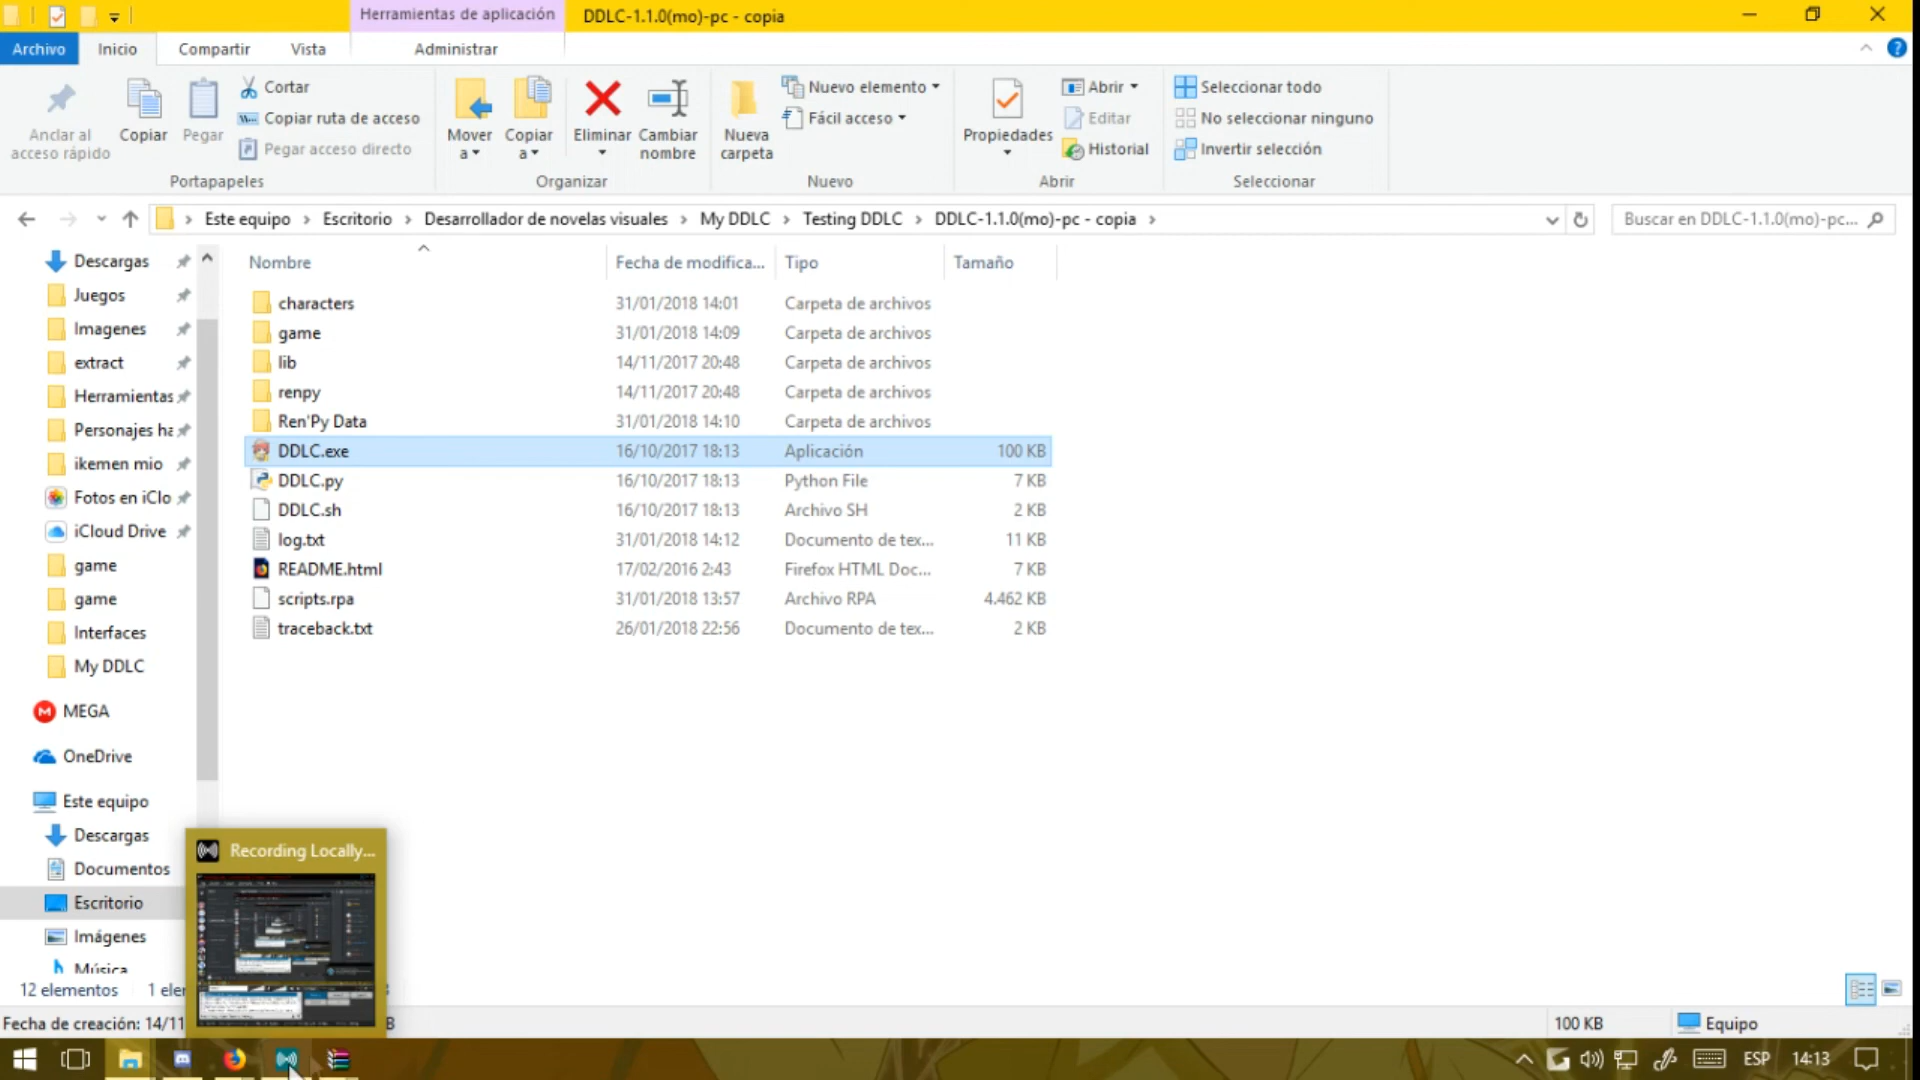 Herramientas de aplicación
DDLC-1.1.0(mo)-pc - copia
Archivo
Inicio
Compartir
Vista
Administrar
Andar al
acceso rápido
Copiar
Pegar
Cortar
Copiar ruta de acceso
Pegar acceso directo
Mover
a
Copiar
a
Eliminar
Cambiar
nombre
Nueva
carpeta
Nuevo elemento
Fácil acceso
Propiedades
Abrir
Editar
Historial
Seleccionar todo
No seleccionar ninguno
Invertir selección
Portapapeles
Organizar
Nuevo
Abrir
Seleccionar
Este equipo
Escritorio
Desarrollador de novelas visuales
My DDLC
Testing DDLC
DDLC-1.1.0(mo)-pc - copia
Buscar en DDLC-1.1.0(mo)-pc...
Descargas
Juegos
Imagenes
extract
Herramientas
Personajes ha
ikemen mio
Fotos en iClo
iCloud Drive
game
game
Interfaces
My DDLC
MEGA
OneDrive
Este equipo
Descargas
Documentos
Escritorio
Imágenes
Música
Nombre Fecha de modifica... Tipo Tamaño
characters 31/01/2018 14:01 Carpeta de archivos
game 31/01/2018 14:09 Carpeta de archivos
lib 14/11/2017 20:48 Carpeta de archivos
renpy 14/11/2017 20:48 Carpeta de archivos
Ren'Py Data 31/01/2018 14:10 Carpeta de archivos
DDLC.exe 16/10/2017 18:13 Aplicación 100 KB
DDLC.py 16/10/2017 18:13 Python File 7 KB
DDLC.sh 16/10/2017 18:13 Archivo SH 2 KB
log.txt 31/01/2018 14:12 Documento de tex... 11 KB
README.html 17/02/2016 2:43 Firefox HTML Doc... 7 KB
scripts.rpa 31/01/2018 13:57 Archivo RPA 4.462 KB
traceback.txt 26/01/2018 22:56 Documento de tex... 2 KB
Recording Locally...
12 elementos 1 ele
Fecha de creación: 14/11 B
100 KB
Equipo
ESP
14:13